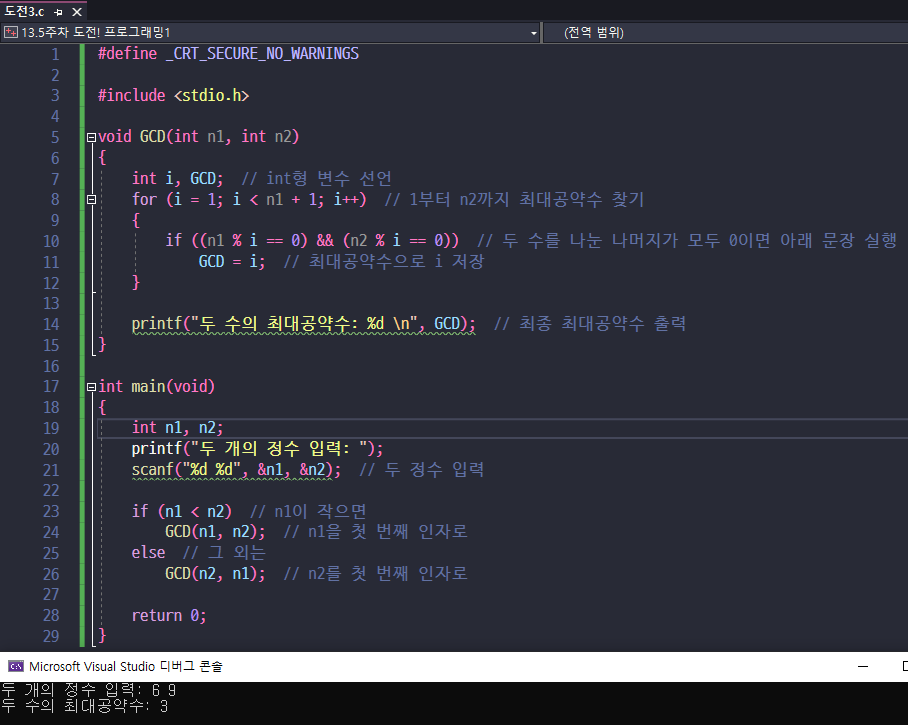 도전3.c
13.5주차 도전! 프로그래밍1 (전역 범위)
1 #define _CRT_SECURE_NO_WARNINGS
2
3 #include <stdio.h>
4
5 void GCD(int n1, int n2)
6 {
7 int i, GCD; // int형 변수 선언
8 for (i = 1; i < n1 + 1; i++) // 1부터 n2까지 최대공약수 찾기
9 {
10 if ((n1 % i == 0) && (n2 % i == 0)) // 두 수를 나눈 나머지가 모두 0이면 아래 문장 실행
11 GCD = i; // 최대공약수으로 i 저장
12 }
13
14 printf("두 수의 최대공약수: %d \n", GCD); // 최종 최대공약수 출력
15 }
16
17 int main(void)
18 {
19 int n1, n2;
20 printf("두 개의 정수 입력: ");
21 scanf("%d %d", &n1, &n2); // 두 정수 입력
22
23 if (n1 < n2) // n1이 작으면
24 GCD(n1, n2); // n1을 첫 번째 인자로
25 else // 그 외는
26 GCD(n2, n1); // n2를 첫 번째 인자로
27
28 return 0;
29 }
Microsoft Visual Studio 디버그 콘솔
두 개의 정수 입력: 6 9
두 수의 최대공약수: 3